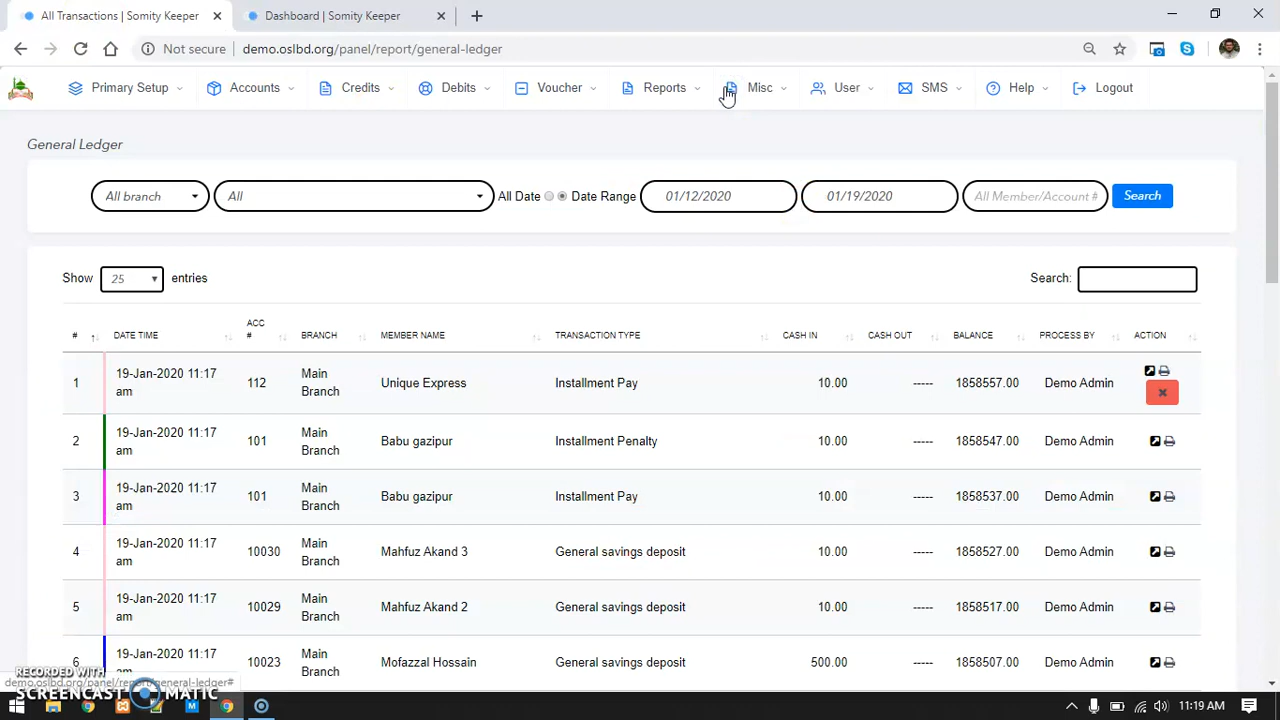 All Transactions | Somity Keeper
Dashboard | Somity Keeper
Not secure
demo.oslbd.org/panel/report/general-ledger
Primary Setup
Accounts
Credits
Debits
Voucher
Reports
Misc
User
SMS
Help
Logout
General Ledger
All branch
All
All Date
Date Range
01/12/2020
01/19/2020
All Member/Account #
Search
Show 25 entries
Search:
# DATE TIME ACC # BRANCH MEMBER NAME TRANSACTION TYPE CASH IN CASH OUT BALANCE PROCESS BY ACTION
1 19-Jan-2020 11:17 am 112 Main Branch Unique Express Installment Pay 10.00 ----- 1858557.00 Demo Admin
2 19-Jan-2020 11:17 am 101 Main Branch Babu gazipur Installment Penalty 10.00 ----- 1858547.00 Demo Admin
3 19-Jan-2020 11:17 am 101 Main Branch Babu gazipur Installment Pay 10.00 ----- 1858537.00 Demo Admin
4 19-Jan-2020 11:17 am 10030 Main Branch Mahfuz Akand 3 General savings deposit 10.00 ----- 1858527.00 Demo Admin
5 19-Jan-2020 11:17 am 10029 Main Branch Mahfuz Akand 2 General savings deposit 10.00 ----- 1858517.00 Demo Admin
6 19-Jan-2020 11:17 am 10023 Main Branch Mofazzal Hossain General savings deposit 500.00 ----- 1858507.00 Demo Admin
RECORDED WITH
SCREENCAST MATIC
demo.oslbd.org/panel/report/general-ledger#
11:19 AM